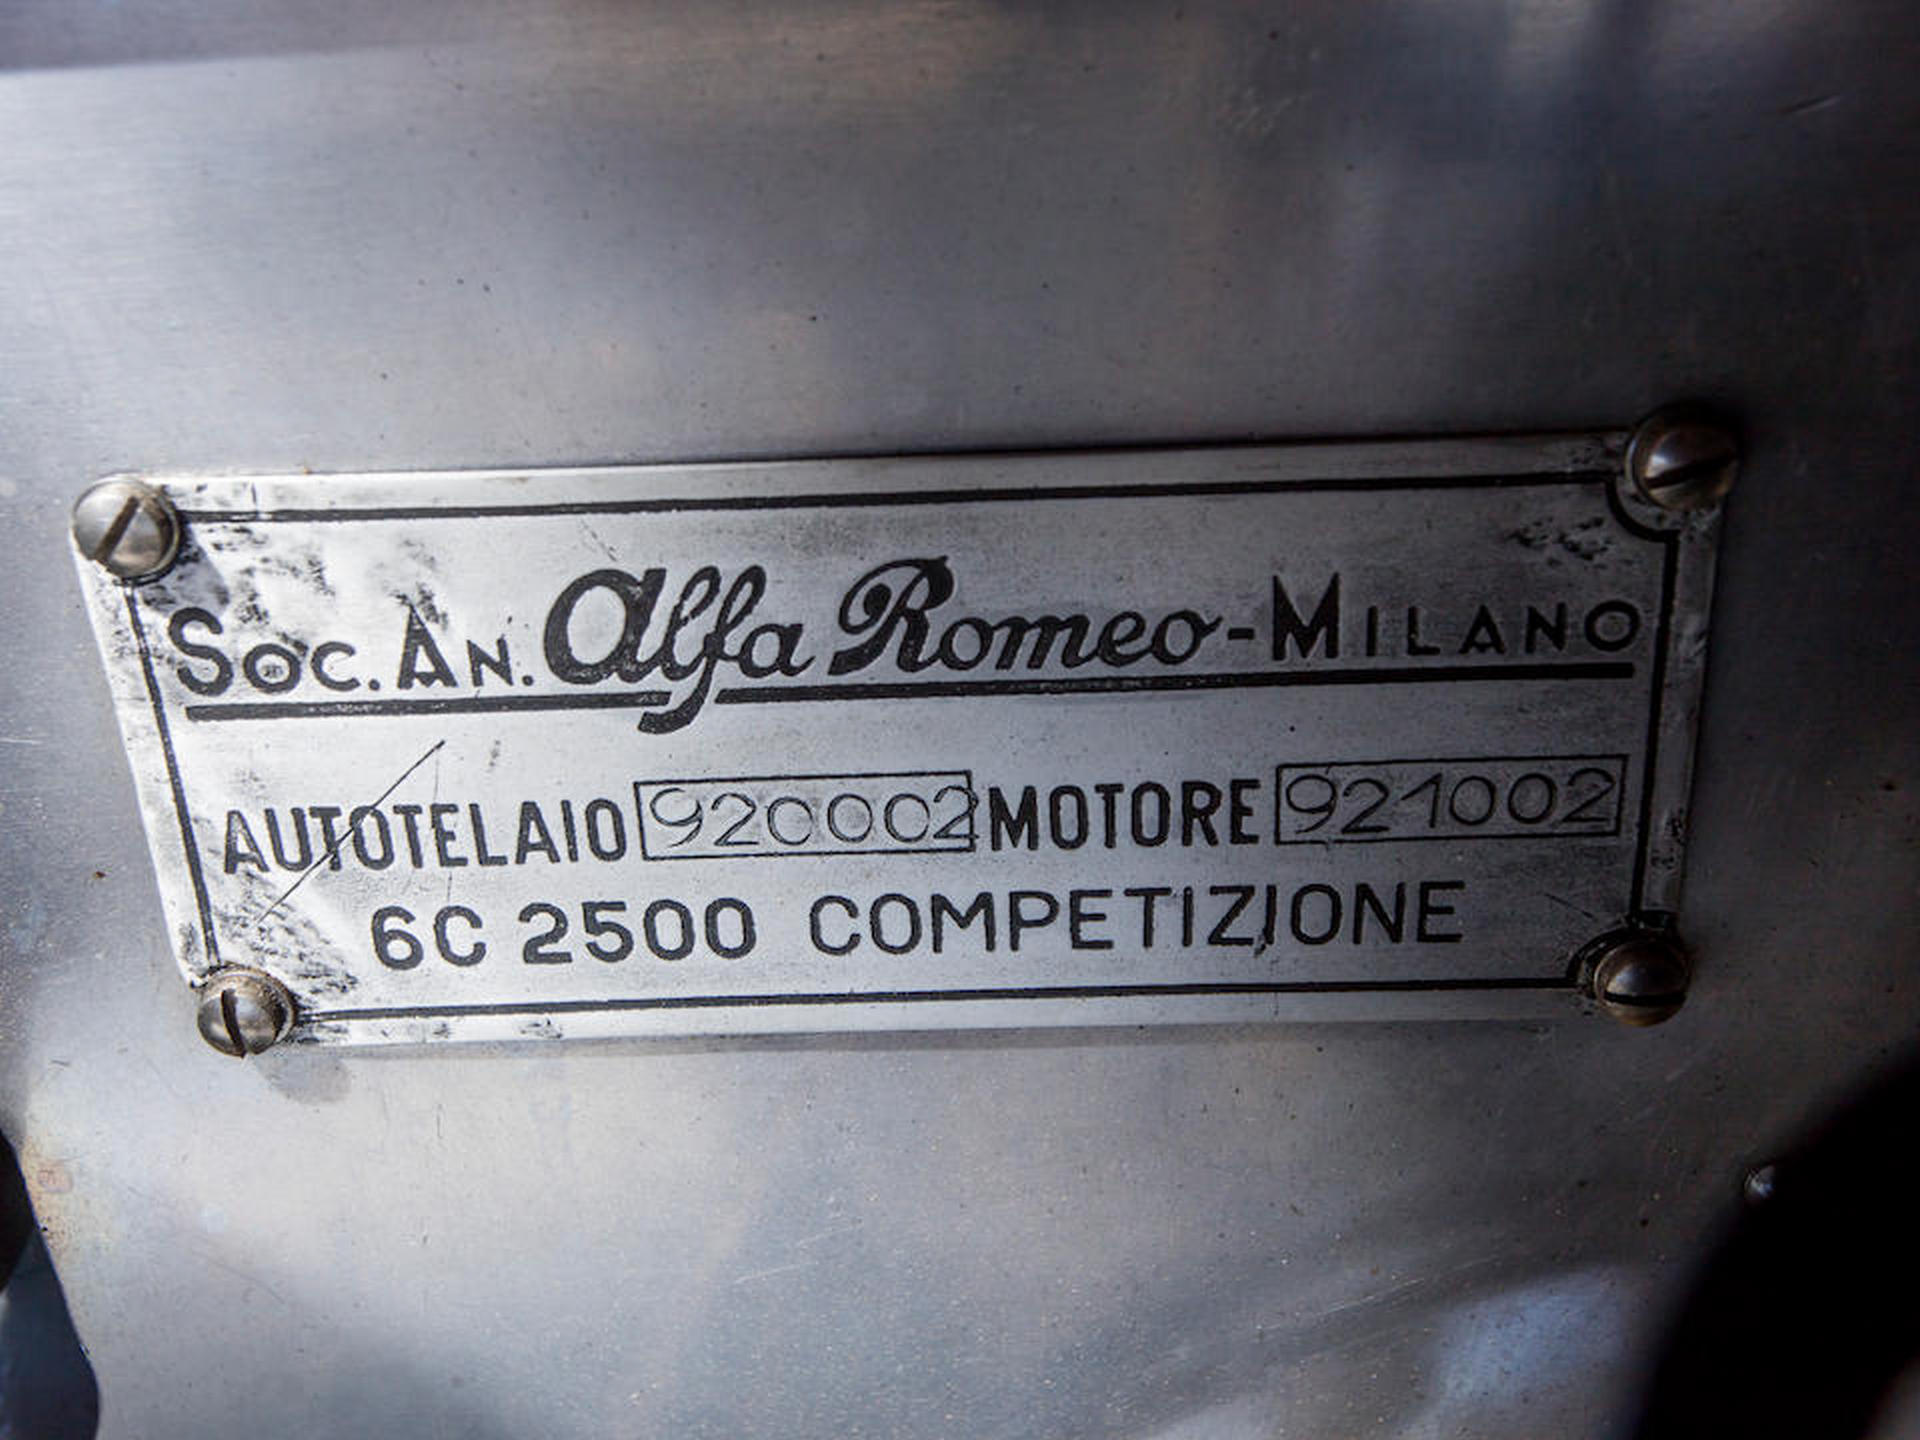 Soc. An. Alfa Romeo - Milano
AUTOTELAIO 920002 MOTORE 921002
6C 2500 COMPETIZIONE